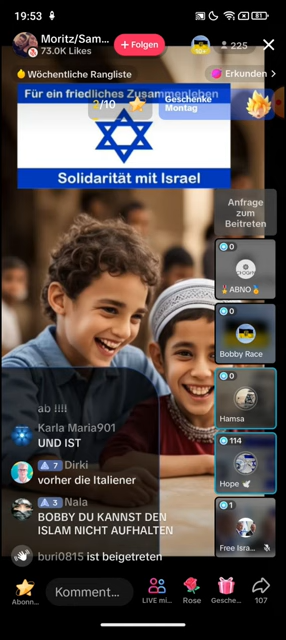 19:53
81
Moritz/Sam...
73.0K Likes
+ Folgen
225
Wöchentliche Rangliste
Erkunden >
Für ein friedliches Zusammenleben
2/10
Geschenke
Montag
Solidarität mit Israel
Anfrage
zum
Beitreten
0
ABNO
0
Bobby Race
0
Hamsa
114
Hope
1
Free Isra...
ab !!!!
Karla Maria901
UND IST
7 Dirki
vorher die Italiener
3 Nala
BOBBY DU KANNST DEN
ISLAM NICHT AUFHALTEN
buri0815 ist beigetreten
Abonn...
Komment...
LIVE mi...
Rose
Gesche...
107